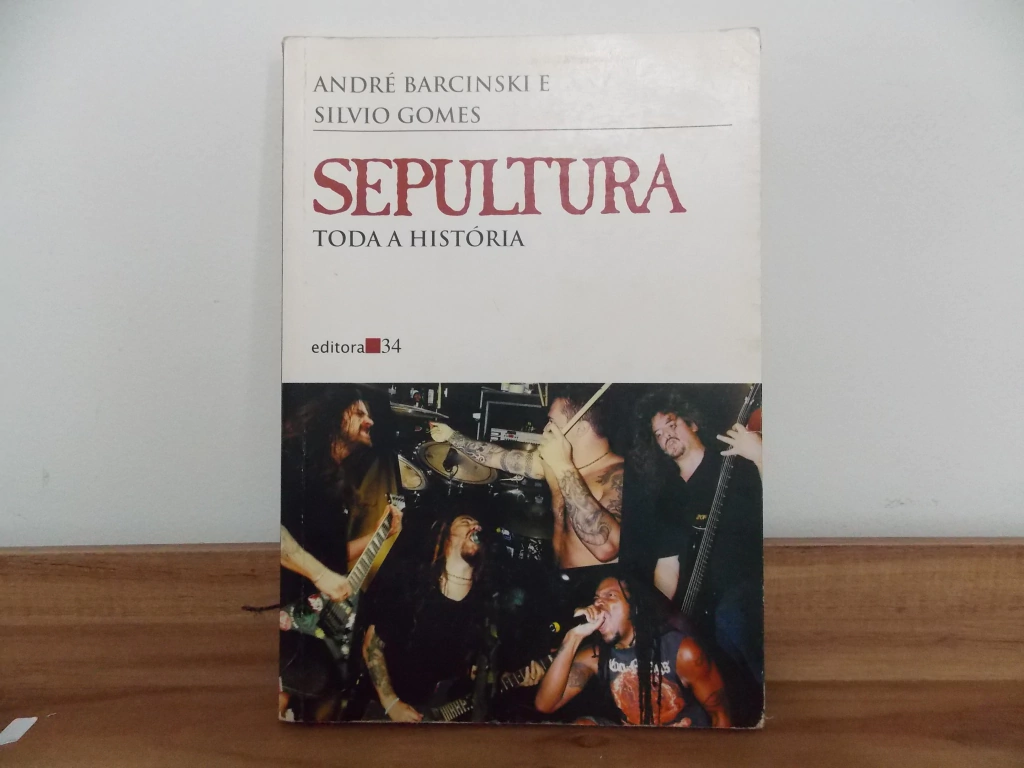 ANDRÉ BARCINSKI E
SILVIO GOMES
SEPULTURA
TODA A HISTÓRIA
editora 34